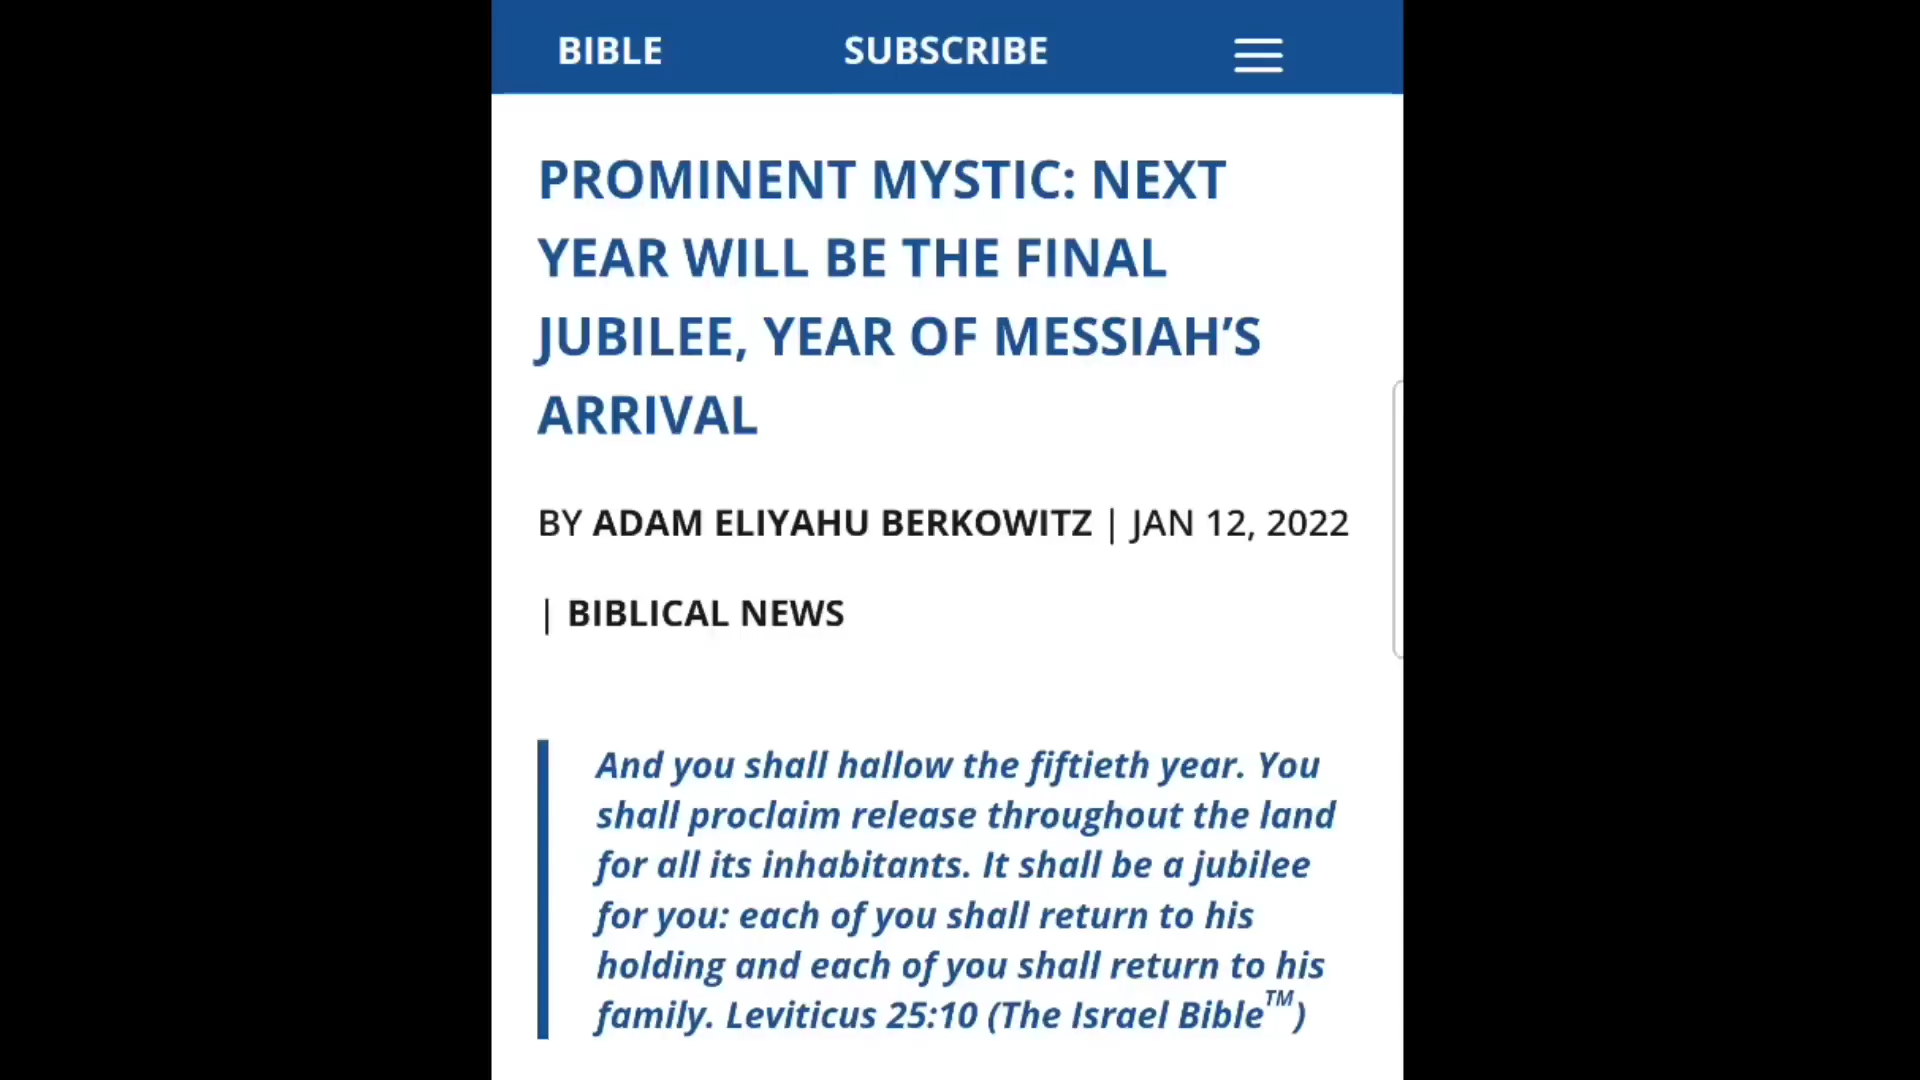 BIBLE SUBSCRIBE
PROMINENT MYSTIC: NEXT
YEAR WILL BE THE FINAL
JUBILEE, YEAR OF MESSIAH’S
ARRIVAL
BY ADAM ELIYAHU BERKOWITZ | JAN 12, 2022
| BIBLICAL NEWS
And you shall hallow the fiftieth year. You
shall proclaim release throughout the land
for all its inhabitants. It shall be a jubilee
for you: each of you shall return to his
holding and each of you shall return to his
family. Leviticus 25:10 (The Israel Bible™)